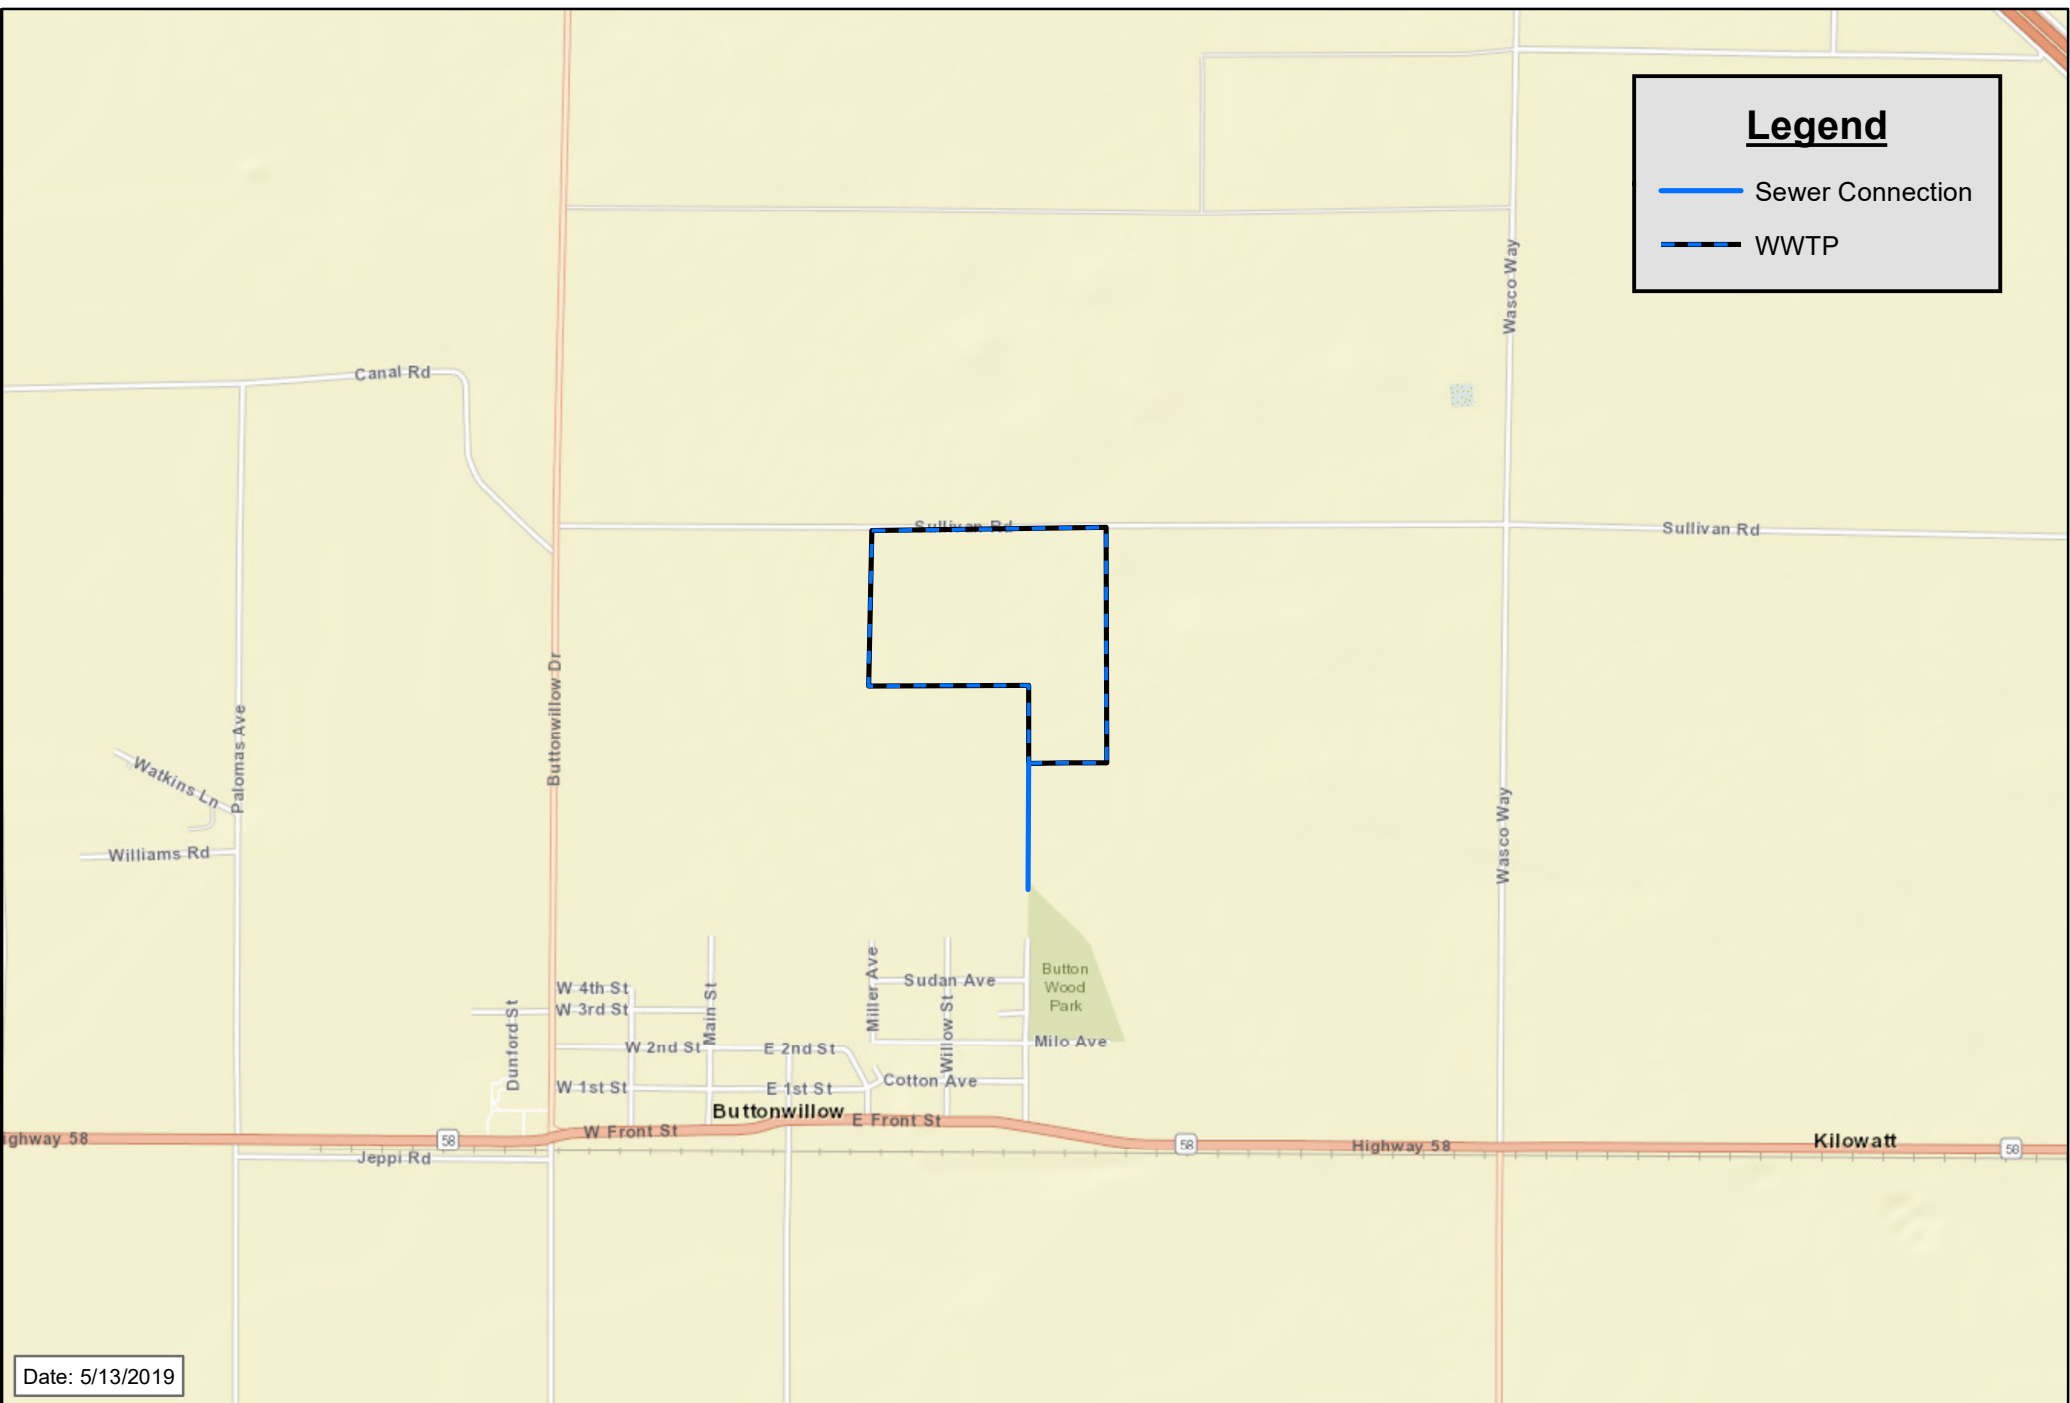 Legend
Sewer Connection
WWTP
Wasco Way
Canal Rd
Sullivan Rd
Sullivan Rd
Buttonwillow Dr
Palomas Ave
Watkins Ln
Williams Rd
Wasco Way
Button
Wood
Park
Miller Ave
Sudan Ave
Willow St
Main St
Dunford St
W 4th St
W 3rd St
W 2nd St
E 2nd St
Milo Ave
W 1st St
E 1st St
Cotton Ave
Buttonwillow
E Front St
W Front St
ighway 58
58
58
Highway 58
Kilowatt
58
Jeppi Rd
Date: 5/13/2019